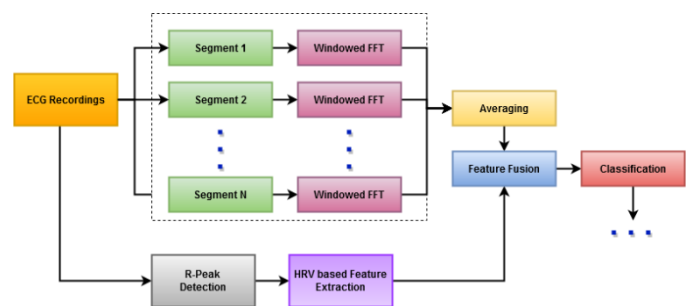 Segment 1
Windowed FFT
ECG Recordings
Segment 2
Windowed FFT
Averaging
Feature Fusion
Classification
Segment N
Windowed FFT
R-Peak
Detection
HRV based Feature
Extraction